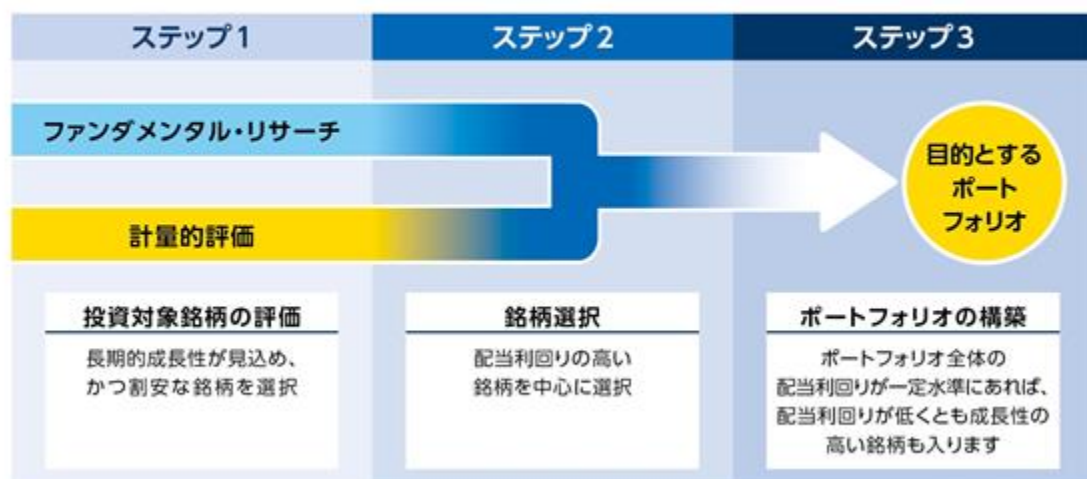 ステップ1
ステップ2
ステップ3
ファンダメンタル・リサーチ
計量的評価
目的とする
ポート
フォリオ
投資対象銘柄の評価
長期的成長性が見込め、
かつ割安な銘柄を選択
銘柄選択
配当利回りの高い
銘柄を中心に選択
ポートフォリオの構築
ポートフォリオ全体の
配当利回りが一定水準にあれば、
配当利回りが低くとも成長性の
高い銘柄も入ります